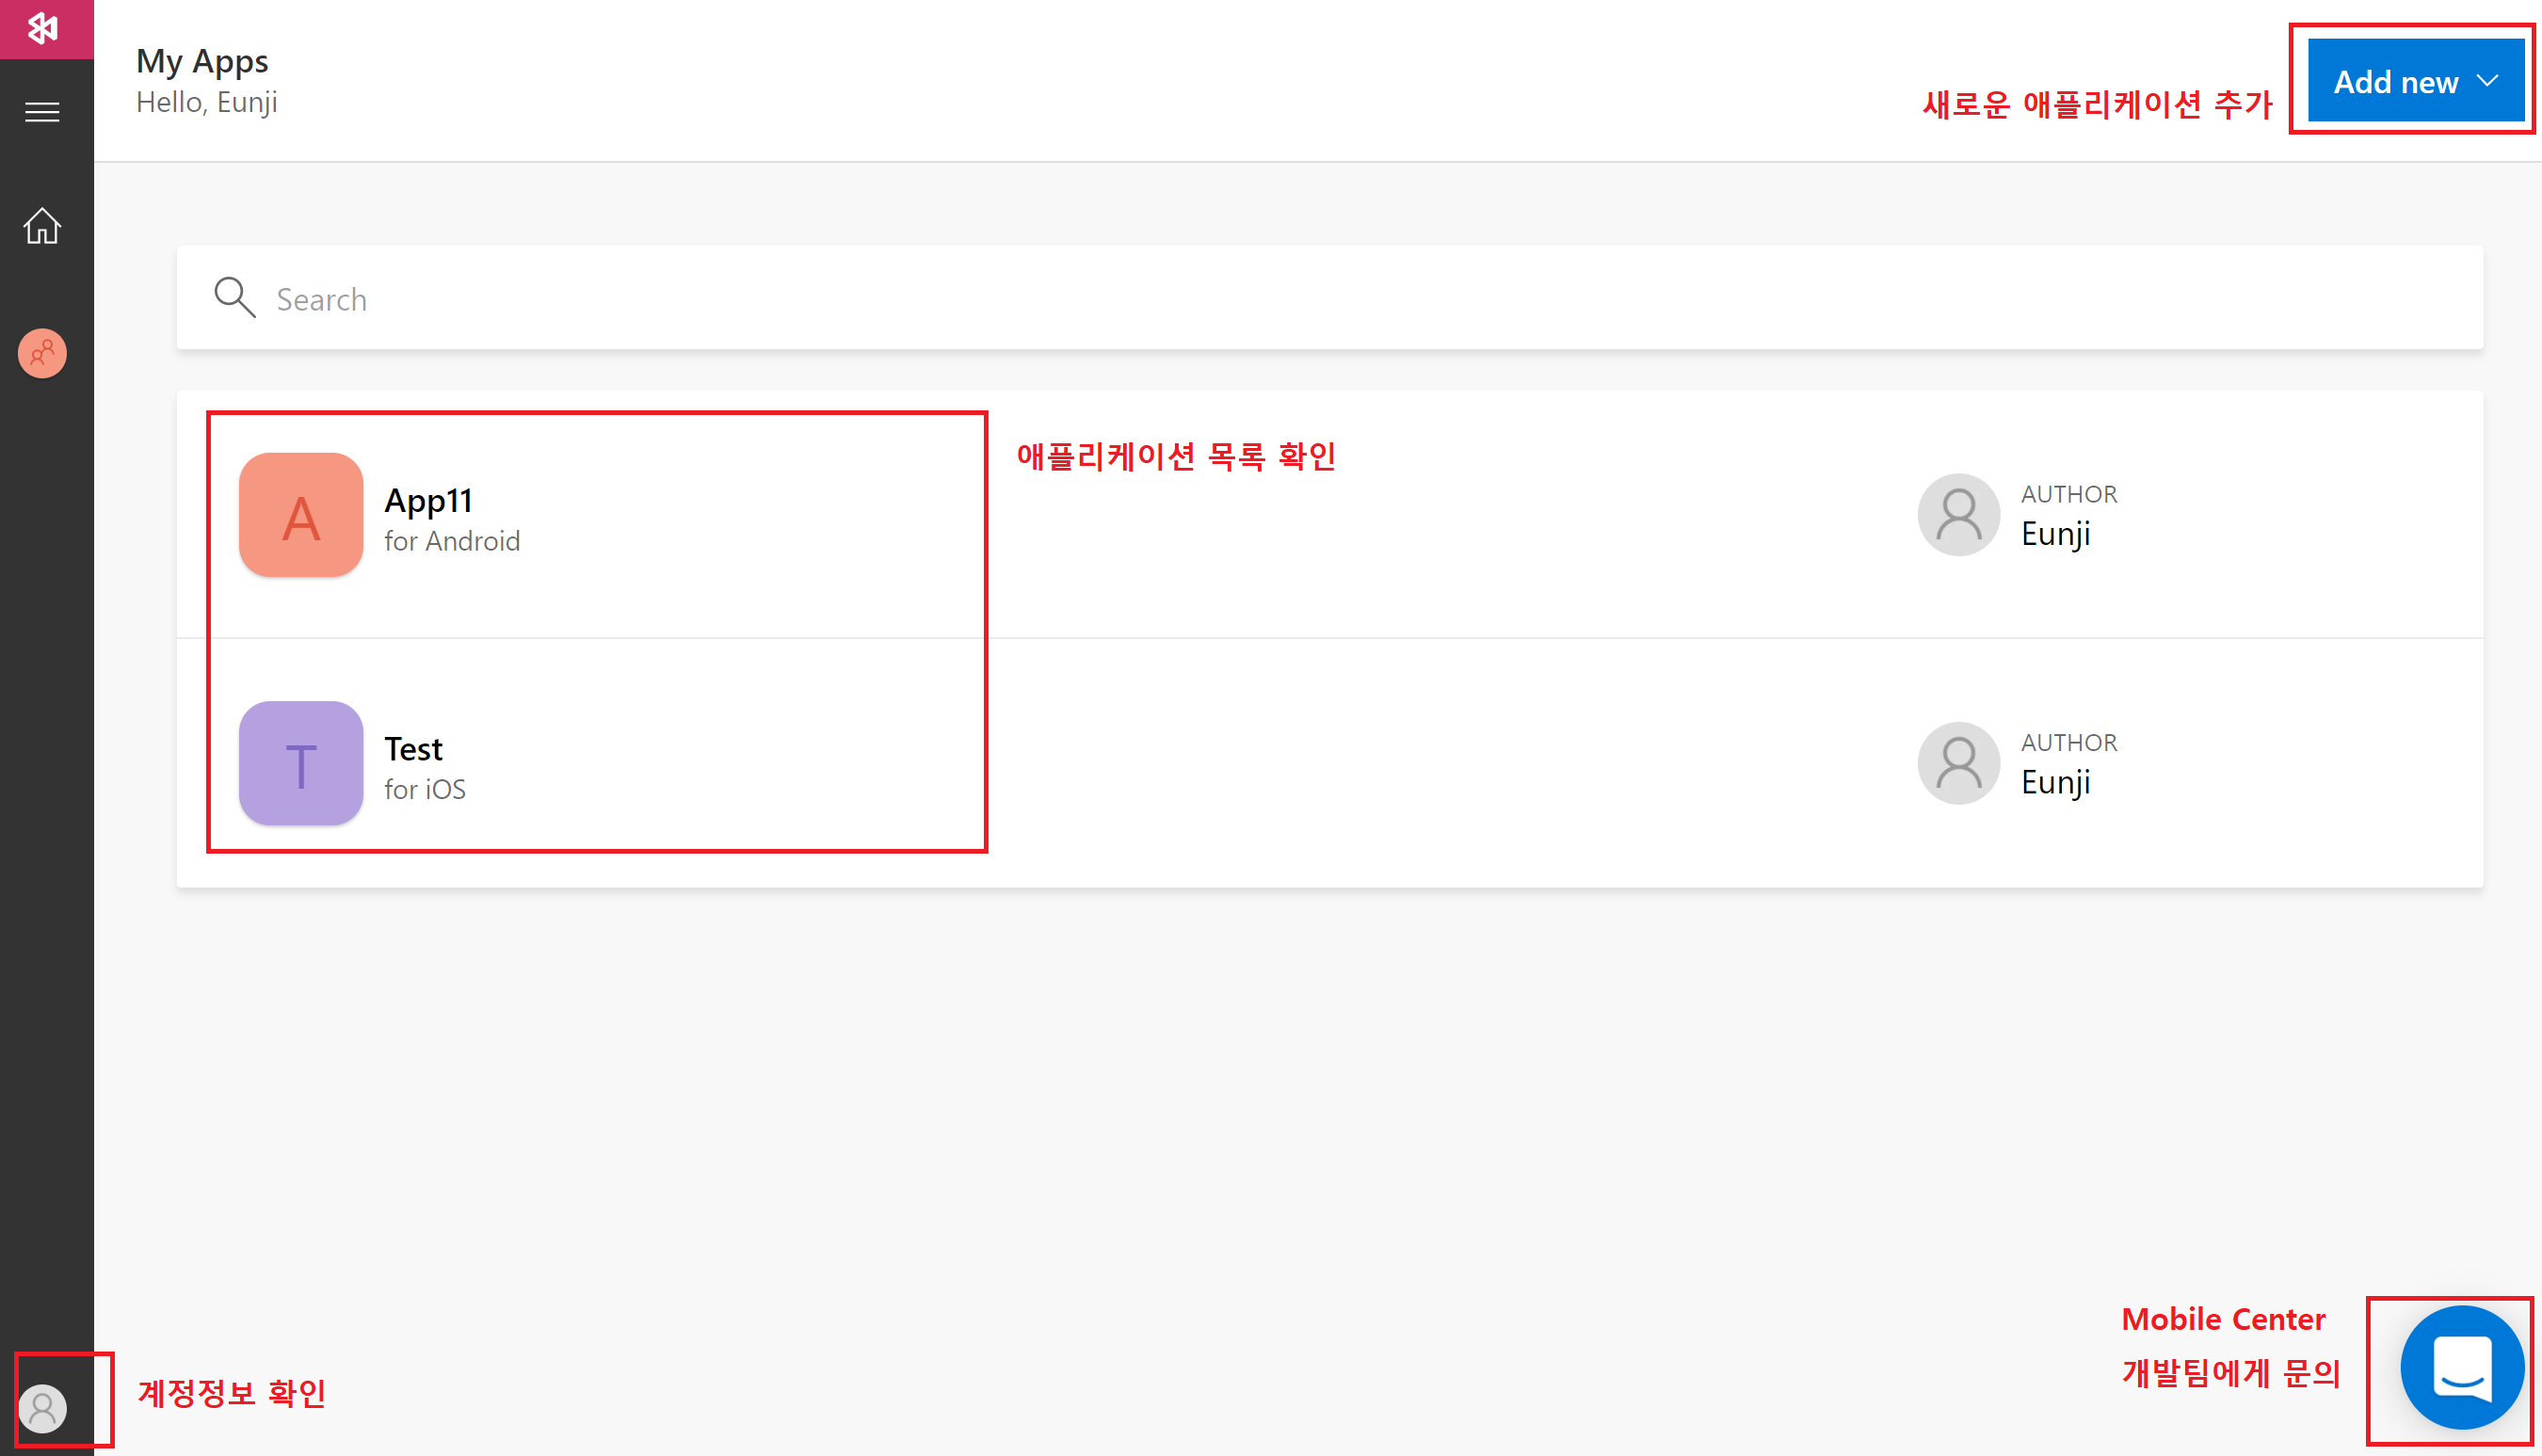 My Apps
Hello, Eunji
새로운 애플리케이션 추가
Add new
Search
애플리케이션 목록 확인
A
App11
for Android
AUTHOR
Eunji
T
Test
for iOS
AUTHOR
Eunji
Mobile Center
개발팀에게 문의
계정정보 확인